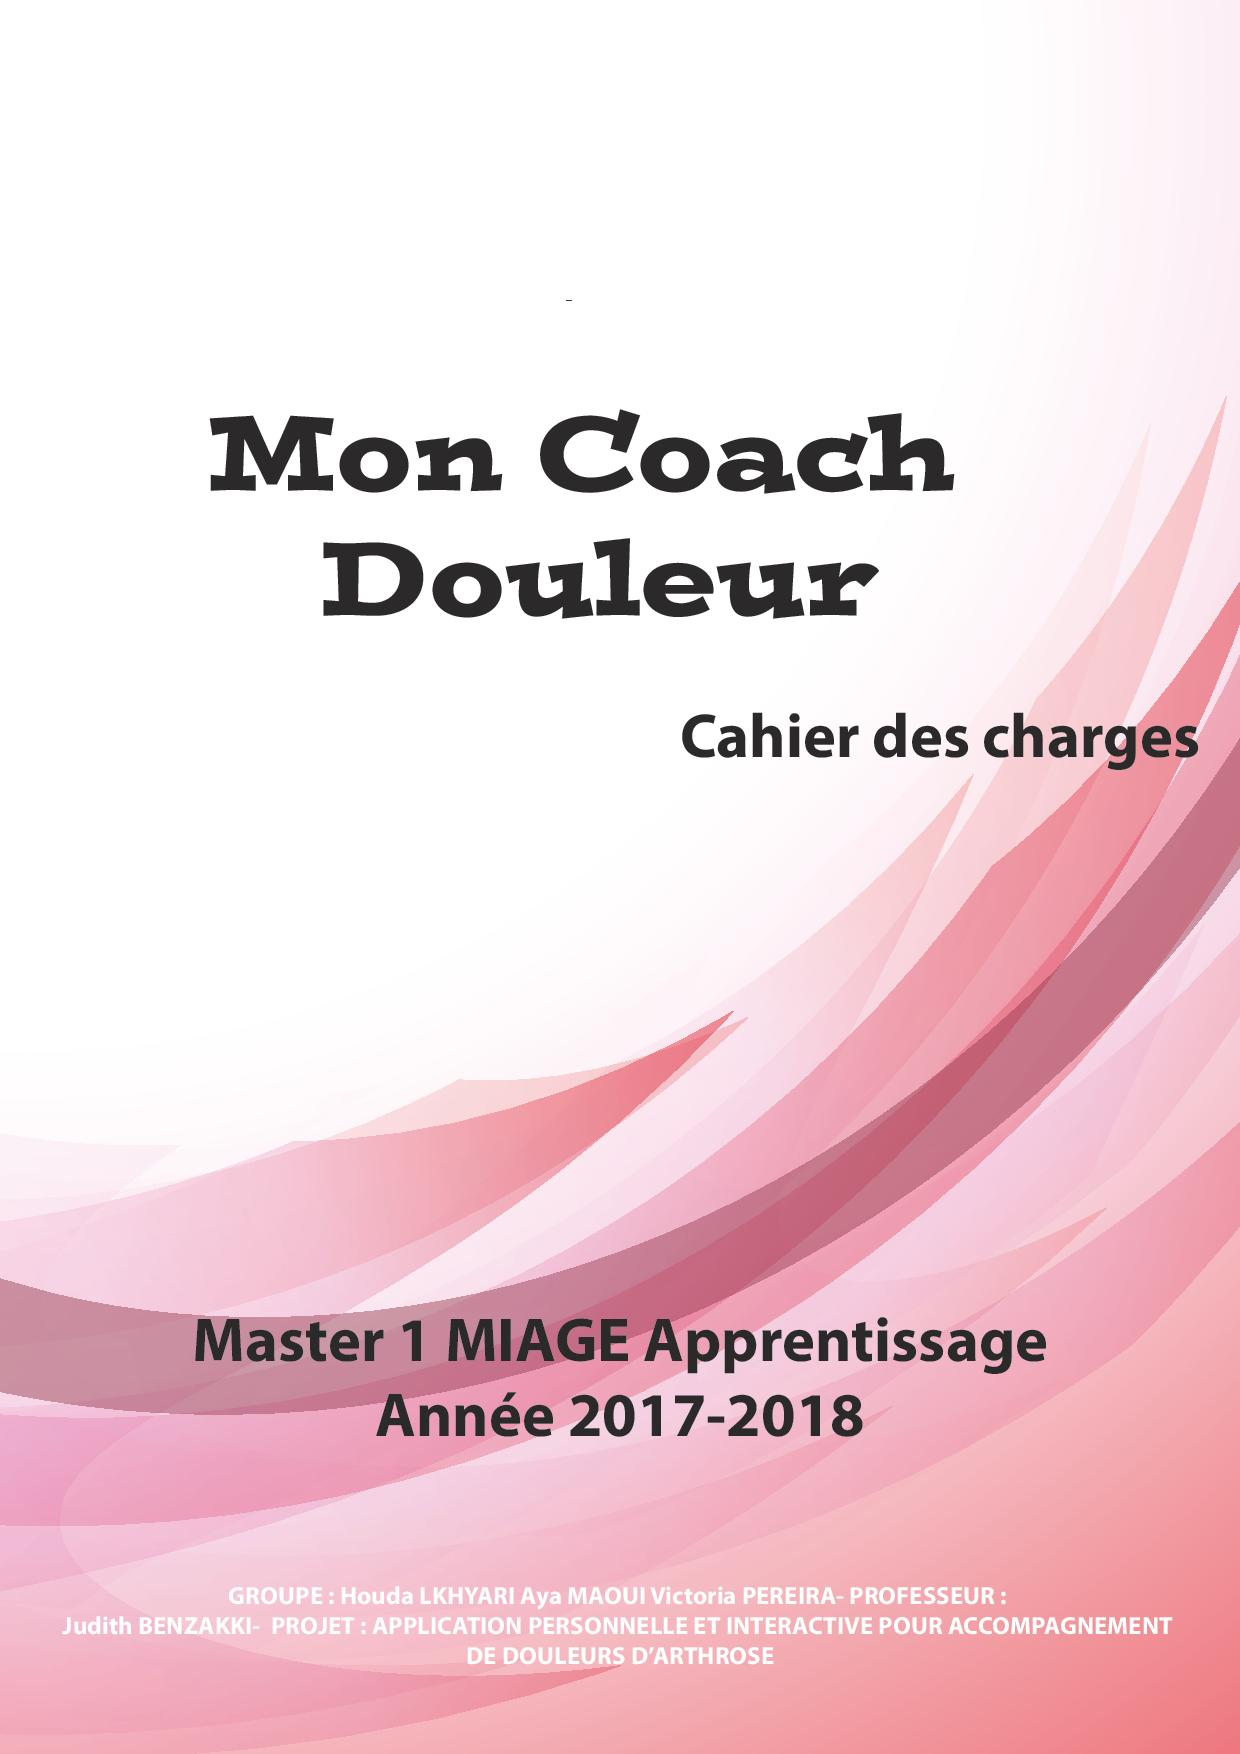 Mon Coach
Douleur
Cahier des charges
Master 1 MIAGE Apprentissage
Année 2017-2018
GROUPE : Houda LKHYARI Aya MAOUI Victoria PEREIRA- PROFESSEUR :
Judith BENZAKKI- PROJET : APPLICATION PERSONNELLE ET INTERACTIVE POUR ACCOMPAGNEMENT
DE DOULEURS D’ARTHROSE